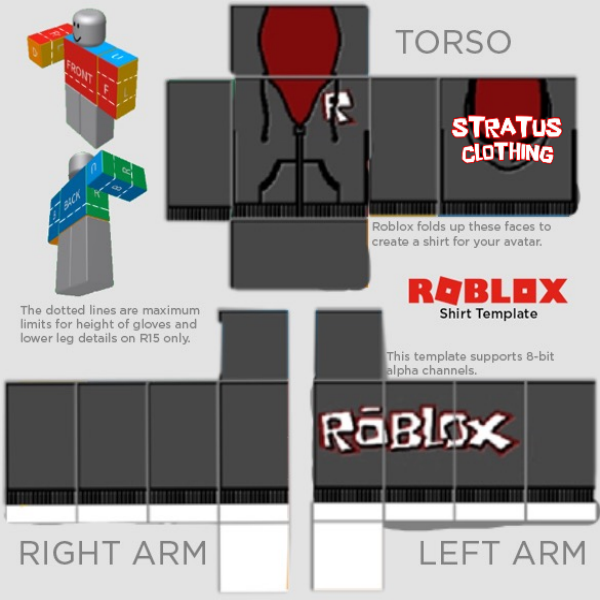 TORSO
FRONT
F
R
STRATUS
CLOTHING
BACK
R
Roblox folds up these faces to
create a shirt for your avatar.
ROBLOX
Shirt Template
The dotted lines are maximum
limits for height of gloves and
lower leg details on R15 only.
This template supports 8-bit
alpha channels.
RŌBLOX
RIGHT ARM
LEFT ARM